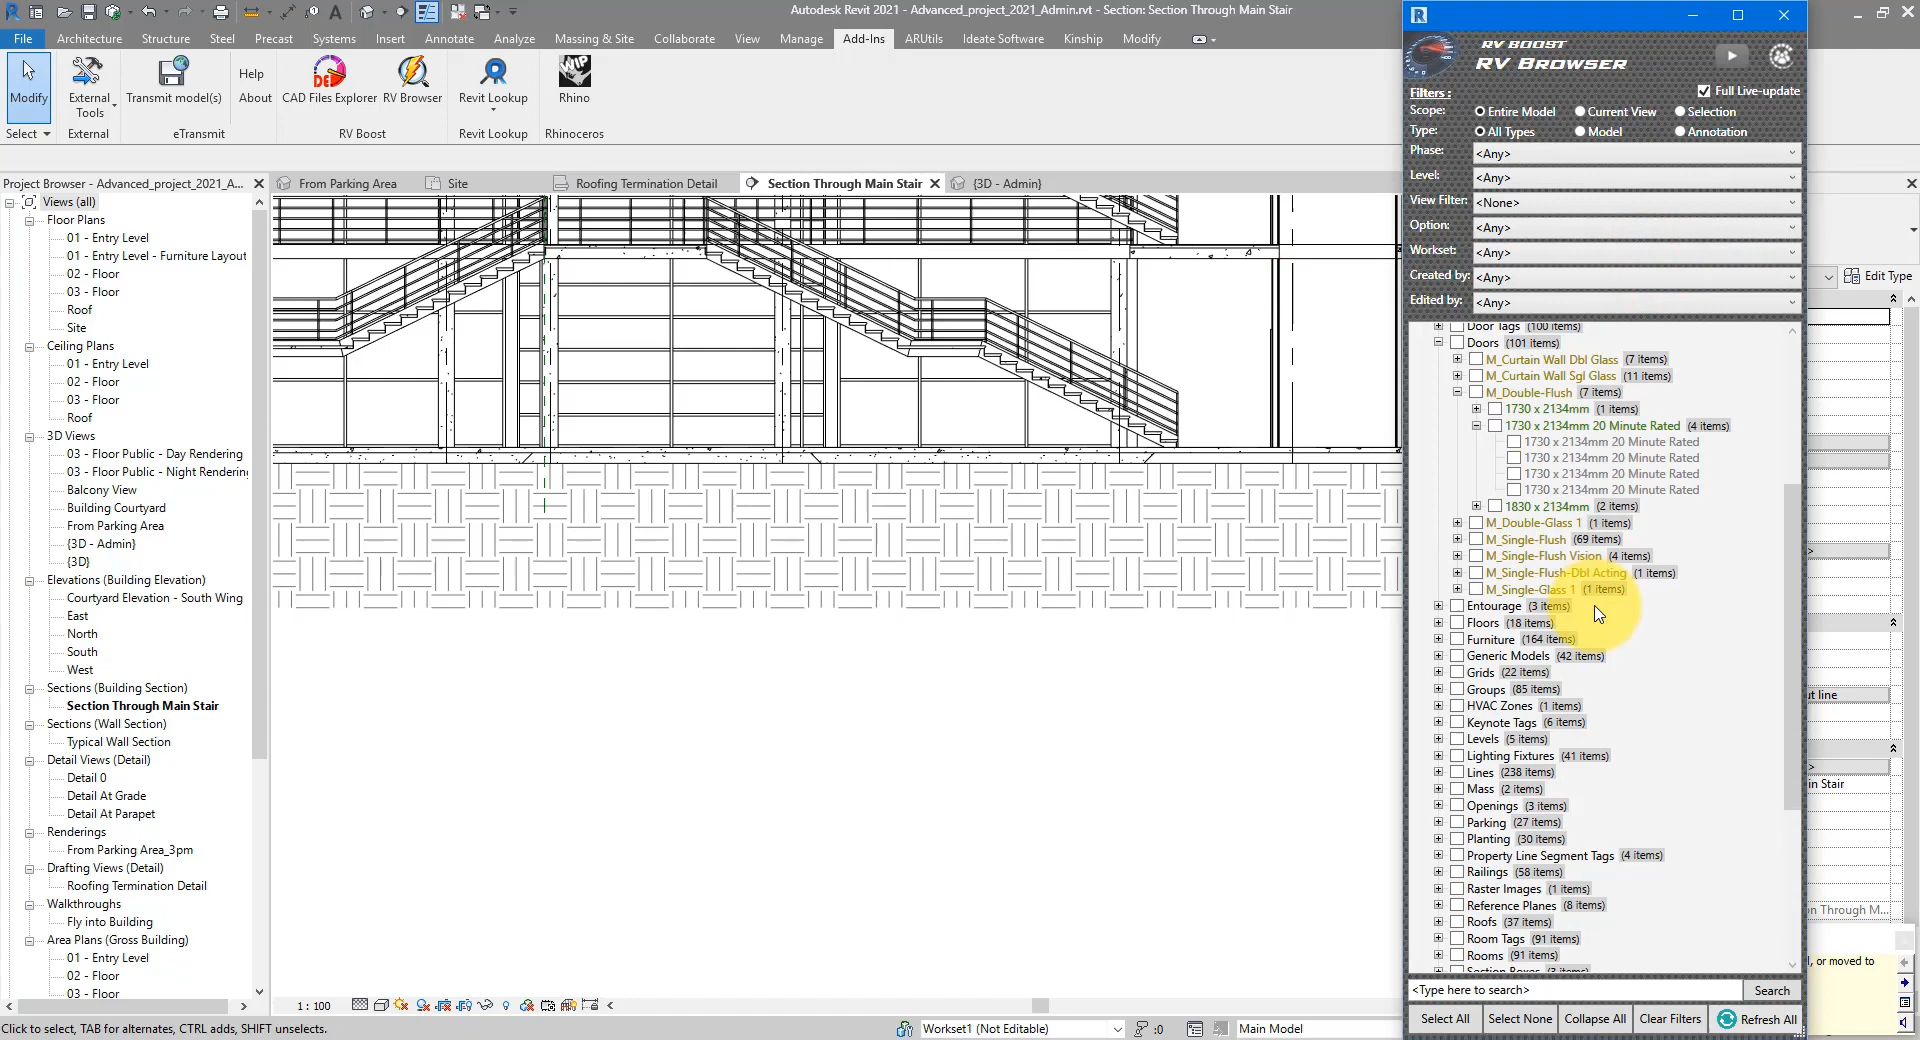 Autodesk Revit 2021 - Advanced_project_2021_Admin.rvt - Section: Section Through Main Stair
File Architecture Structure Steel Precast Systems Insert Annotate Analyze Massing & Site Collaborate View Manage Add-Ins ARUtils Ideate Software Kinship Modify
Modify
External Tools
Transmit model(s)
Help
About
CAD Files Explorer
RV Browser
Revit Lookup
WIP
Rhino
Select
External
eTransmit
RV Boost
Revit Lookup
Rhinoceros
Project Browser - Advanced_project_2021_A...
From Parking Area
Site
Roofing Termination Detail
Section Through Main Stair
{3D - Admin}
Views (all)
Floor Plans
01 - Entry Level
01 - Entry Level - Furniture Layout
02 - Floor
03 - Floor
Roof
Site
Ceiling Plans
01 - Entry Level
02 - Floor
03 - Floor
Roof
3D Views
03 - Floor Public - Day Rendering
03 - Floor Public - Night Rendering
Balcony View
Building Courtyard
From Parking Area
{3D - Admin}
{3D}
Elevations (Building Elevation)
Courtyard Elevation - South Wing
East
North
South
West
Sections (Building Section)
Section Through Main Stair
Sections (Wall Section)
Typical Wall Section
Detail Views (Detail)
Detail 0
Detail At Grade
Detail At Parapet
Renderings
From Parking Area_3pm
Drafting Views (Detail)
Roofing Termination Detail
Walkthroughs
Fly into Building
Area Plans (Gross Building)
01 - Entry Level
02 - Floor
03 - Floor
1 : 100
Click to select, TAB for alternates, CTRL adds, SHIFT unselects.
Workset1 (Not Editable)
:0
Main Model
RV BOOST
RV BROWSER
Filters :
Full Live-update
Scope: Entire Model Current View Selection
Type: All Types Model Annotation
Phase: <Any>
Level: <Any>
View Filter: <None>
Option: <Any>
Workset: <Any>
Created by: <Any>
Edited by: <Any>
Door Tags (100 items)
Doors (101 items)
M_Curtain Wall Dbl Glass (7 items)
M_Curtain Wall Sgl Glass (11 items)
M_Double-Flush (7 items)
1730 x 2134mm (1 items)
1730 x 2134mm 20 Minute Rated (4 items)
1730 x 2134mm 20 Minute Rated
1730 x 2134mm 20 Minute Rated
1730 x 2134mm 20 Minute Rated
1730 x 2134mm 20 Minute Rated
1830 x 2134mm (2 items)
M_Double-Glass 1 (1 items)
M_Single-Flush (69 items)
M_Single-Flush Vision (4 items)
M_Single-Flush-Dbl Acting (1 items)
M_Single-Glass 1 (1 items)
Entourage (3 items)
Floors (18 items)
Furniture (164 items)
Generic Models (42 items)
Grids (22 items)
Groups (85 items)
HVAC Zones (1 items)
Keynote Tags (6 items)
Levels (5 items)
Lighting Fixtures (41 items)
Lines (238 items)
Mass (2 items)
Openings (3 items)
Parking (27 items)
Planting (30 items)
Property Line Segment Tags (4 items)
Railings (58 items)
Raster Images (1 items)
Reference Planes (8 items)
Roofs (37 items)
Room Tags (91 items)
Rooms (91 items)
Section Boxes (3 items)
<Type here to search> Search
Select All Select None Collapse All Clear Filters Refresh All
Edit Type
ut line
in Stair
n Through M...
l, or moved to